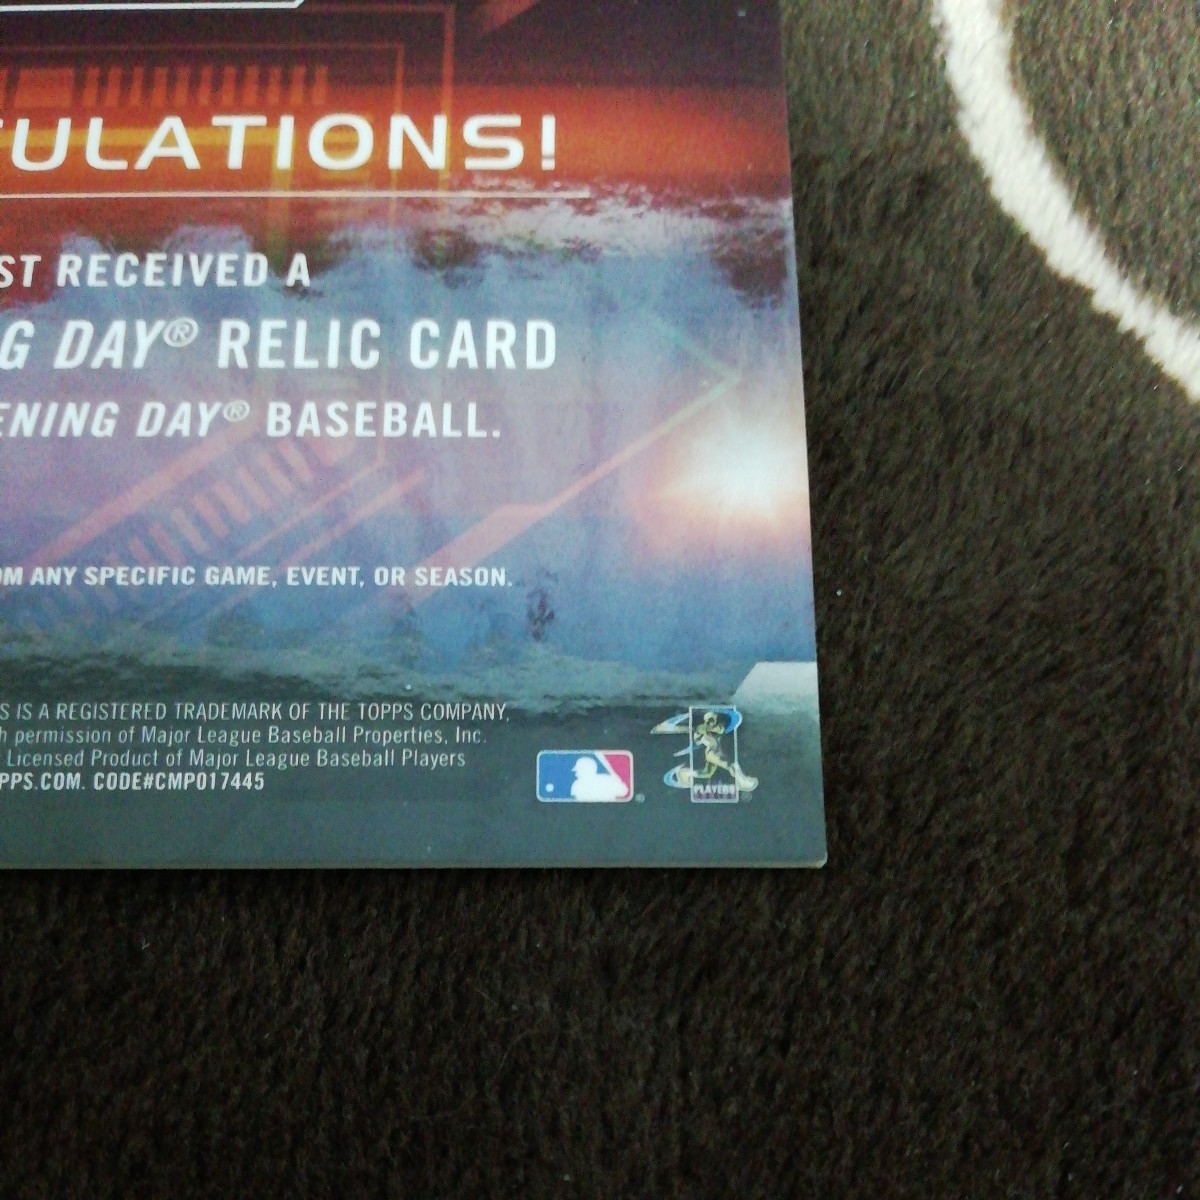 ULATIONS!
ST RECEIVED A
G DAY® RELIC CARD
ENING DAY® BASEBALL.
OM ANY SPECIFIC GAME, EVENT, OR SEASON.
S IS A REGISTERED TRADEMARK OF THE TOPPS COMPANY,
h permission of Major League Baseball Properties, Inc.
Licensed Product of Major League Baseball Players
PPS.COM. CODE#CMP017445
PLAYERS